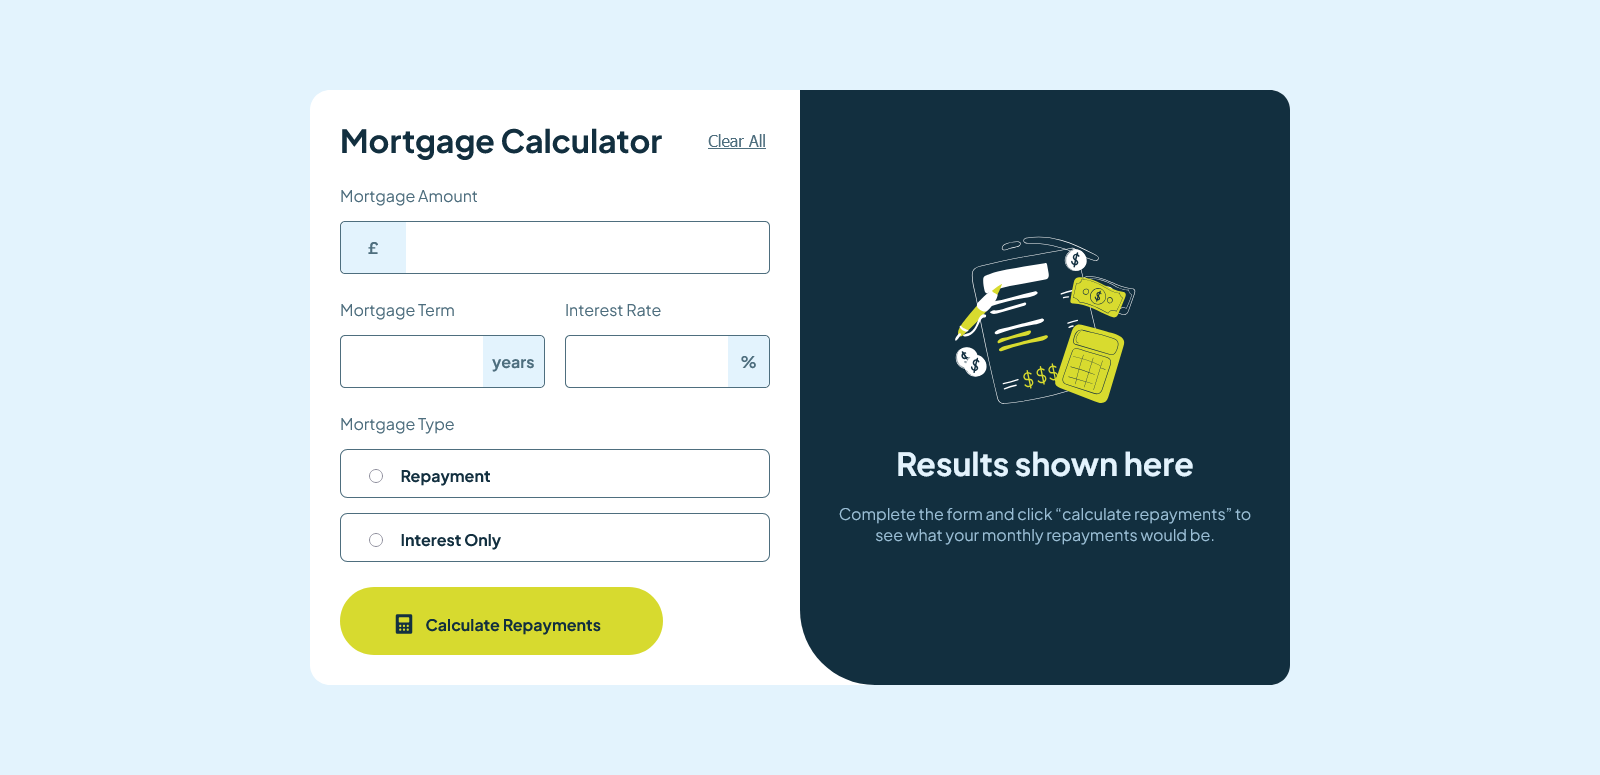 Mortgage Calculator
Clear All
Mortgage Amount
£
Mortgage Term
Interest Rate
years
%
Mortgage Type
Repayment
Interest Only
Calculate Repayments
$
$
$
$
$$$
Results shown here
Complete the form and click “calculate repayments” to
see what your monthly repayments would be.